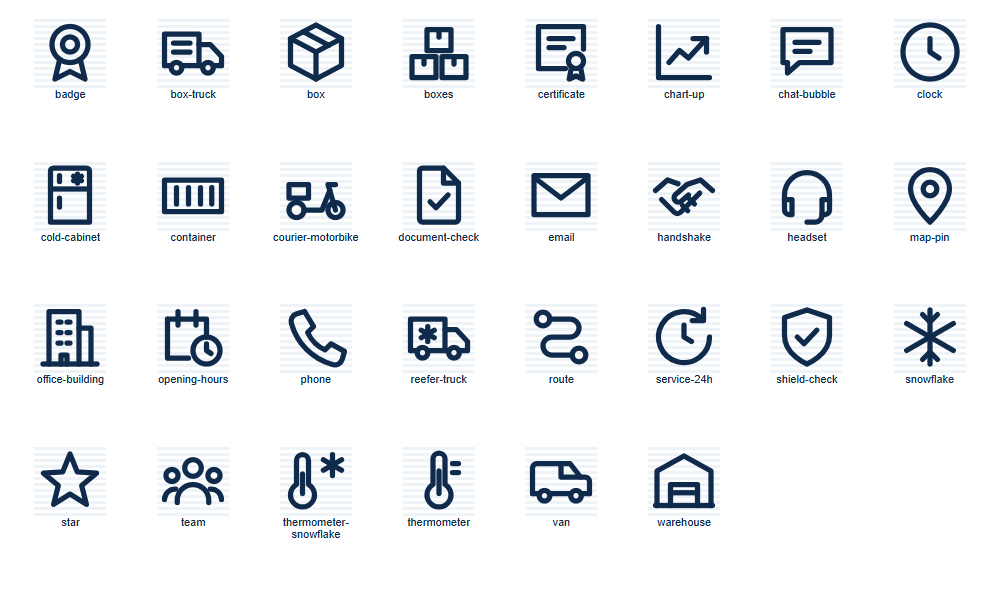 badge
box-truck
box
boxes
certificate
chart-up
chat-bubble
clock
cold-cabinet
container
courier-motorbike
document-check
email
handshake
headset
map-pin
office-building
opening-hours
phone
reefer-truck
route
service-24h
shield-check
snowflake
star
team
thermometer-
snowflake
thermometer
van
warehouse